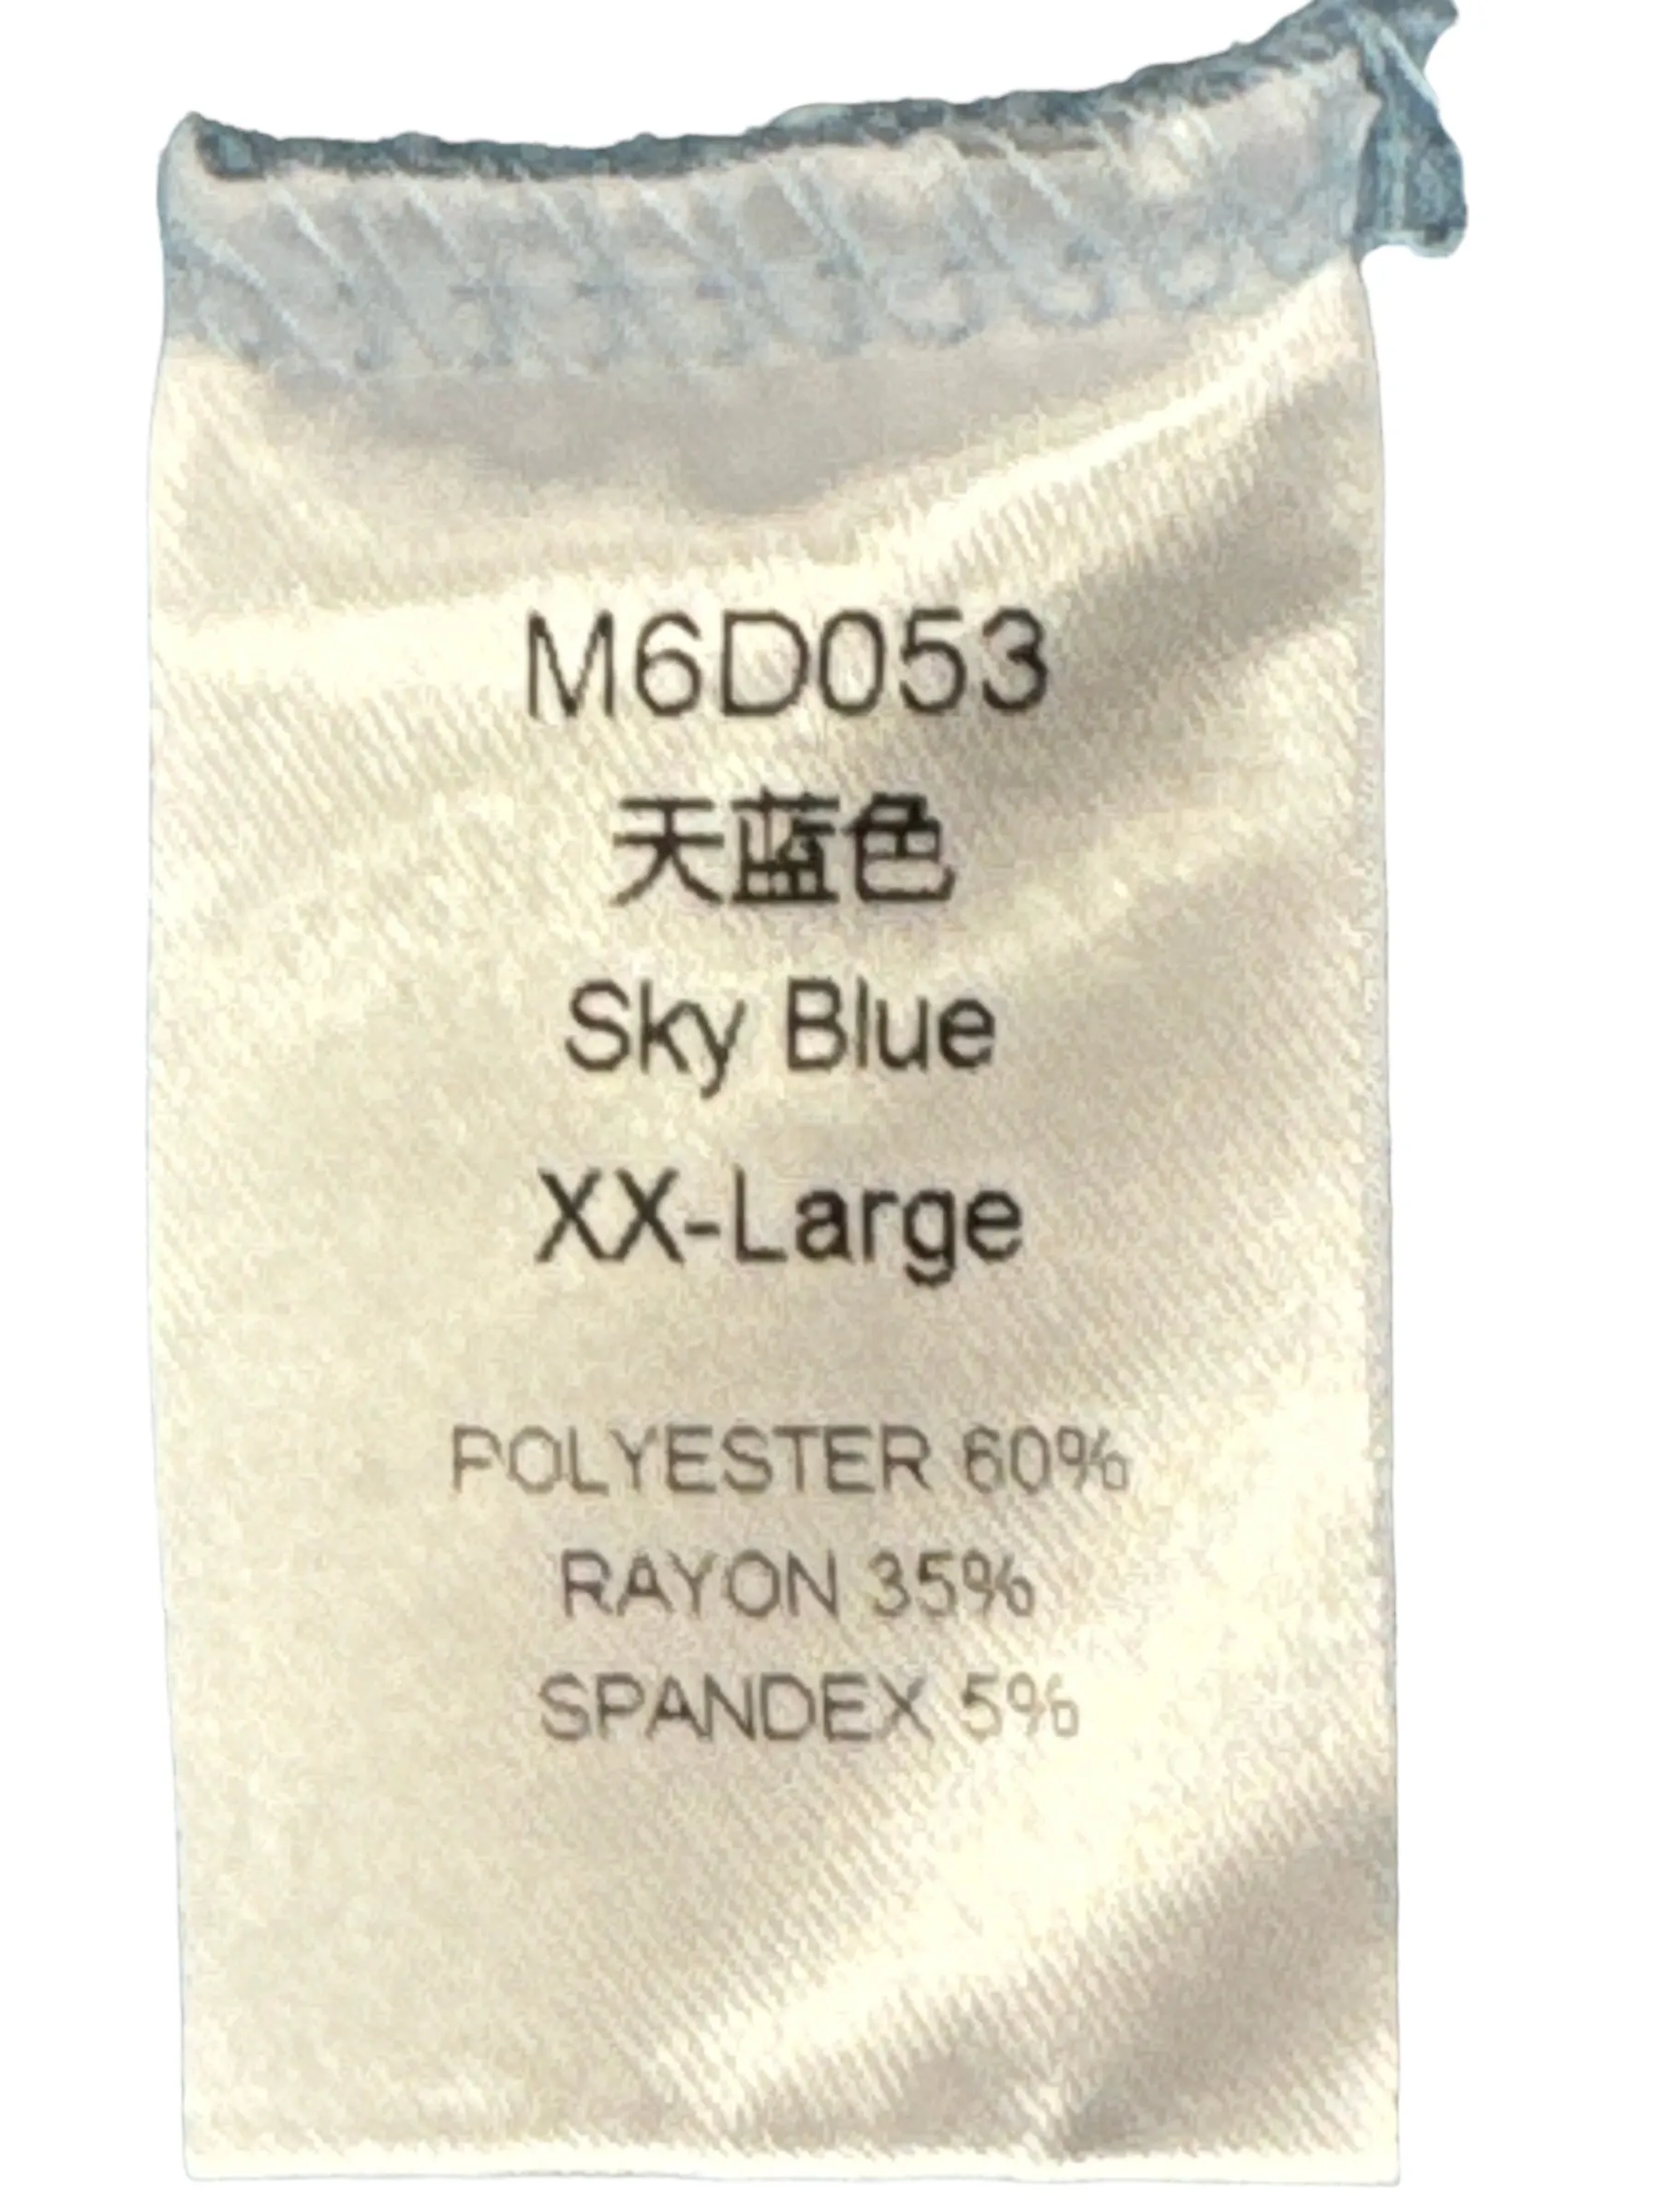 M6D053
天蓝色
Sky Blue
XX-Large
POLYESTER 60%
RAYON 35%
SPANDEX 5%